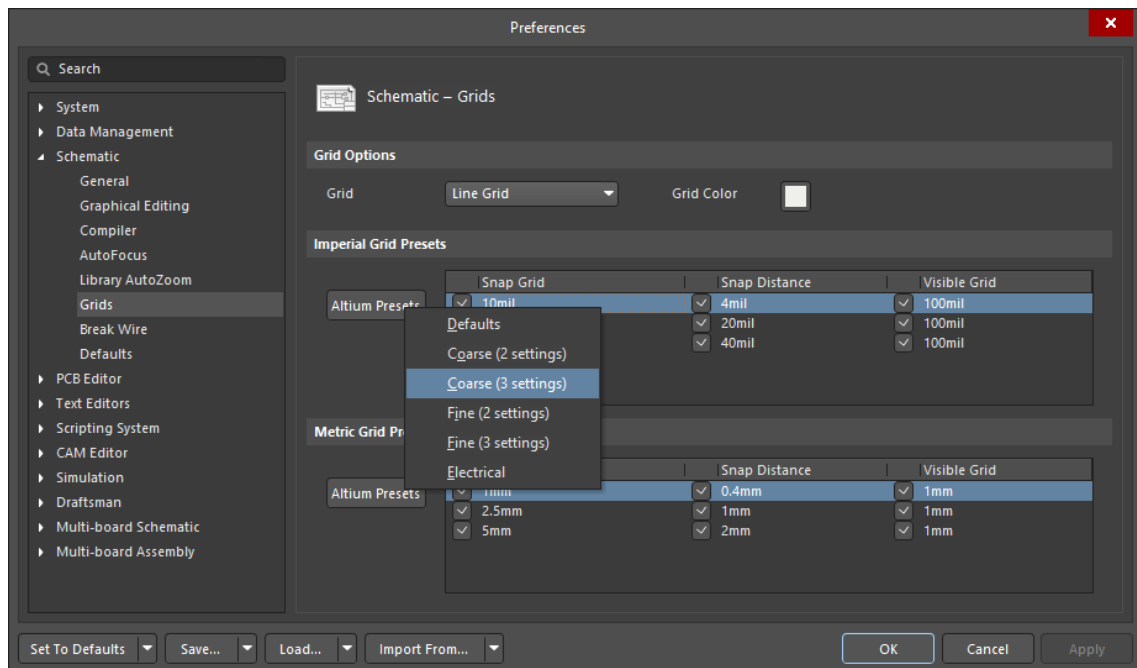 Preferences
Search
System
Data Management
Schematic
General
Graphical Editing
Compiler
AutoFocus
Library AutoZoom
Grids
Break Wire
Defaults
PCB Editor
Text Editors
Scripting System
CAM Editor
Simulation
Draftsman
Multi-board Schematic
Multi-board Assembly
Schematic – Grids
Grid Options
Grid Line Grid Grid Color
Imperial Grid Presets
Altium Presets
Snap Grid Snap Distance Visible Grid
10mil 4mil 100mil
20mil 100mil
40mil 100mil
Defaults
Coarse (2 settings)
Coarse (3 settings)
Fine (2 settings)
Fine (3 settings)
Electrical
Metric Grid
Altium Presets
Snap Distance Visible Grid
1mm 0.4mm 1mm
2.5mm 1mm 1mm
5mm 2mm 1mm
Set To Defaults Save... Load... Import From... OK Cancel Apply